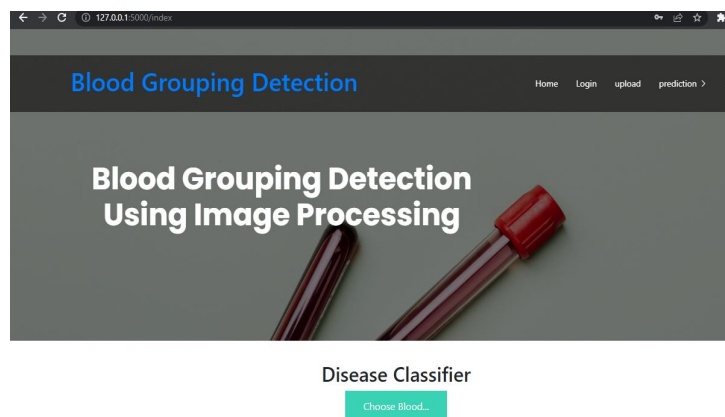 127.0.0.1:5000/index
Blood Grouping Detection
Home Login upload prediction >
Blood Grouping Detection
Using Image Processing
Disease Classifier
Choose Blood...